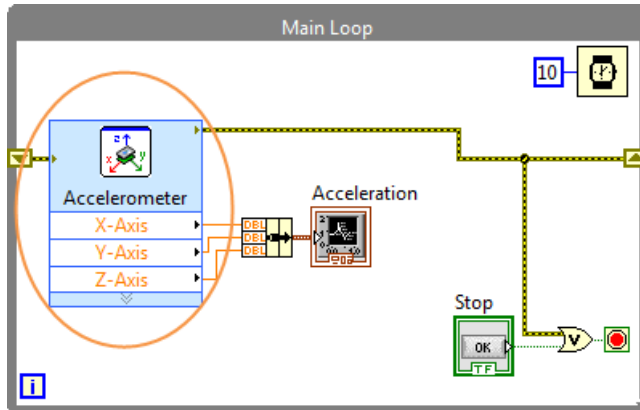 Main Loop
10
z
x y
Accelerometer
X-Axis
Y-Axis
Z-Axis
DBL
DBL
DBL
Acceleration
Stop
OK
TF
V
i